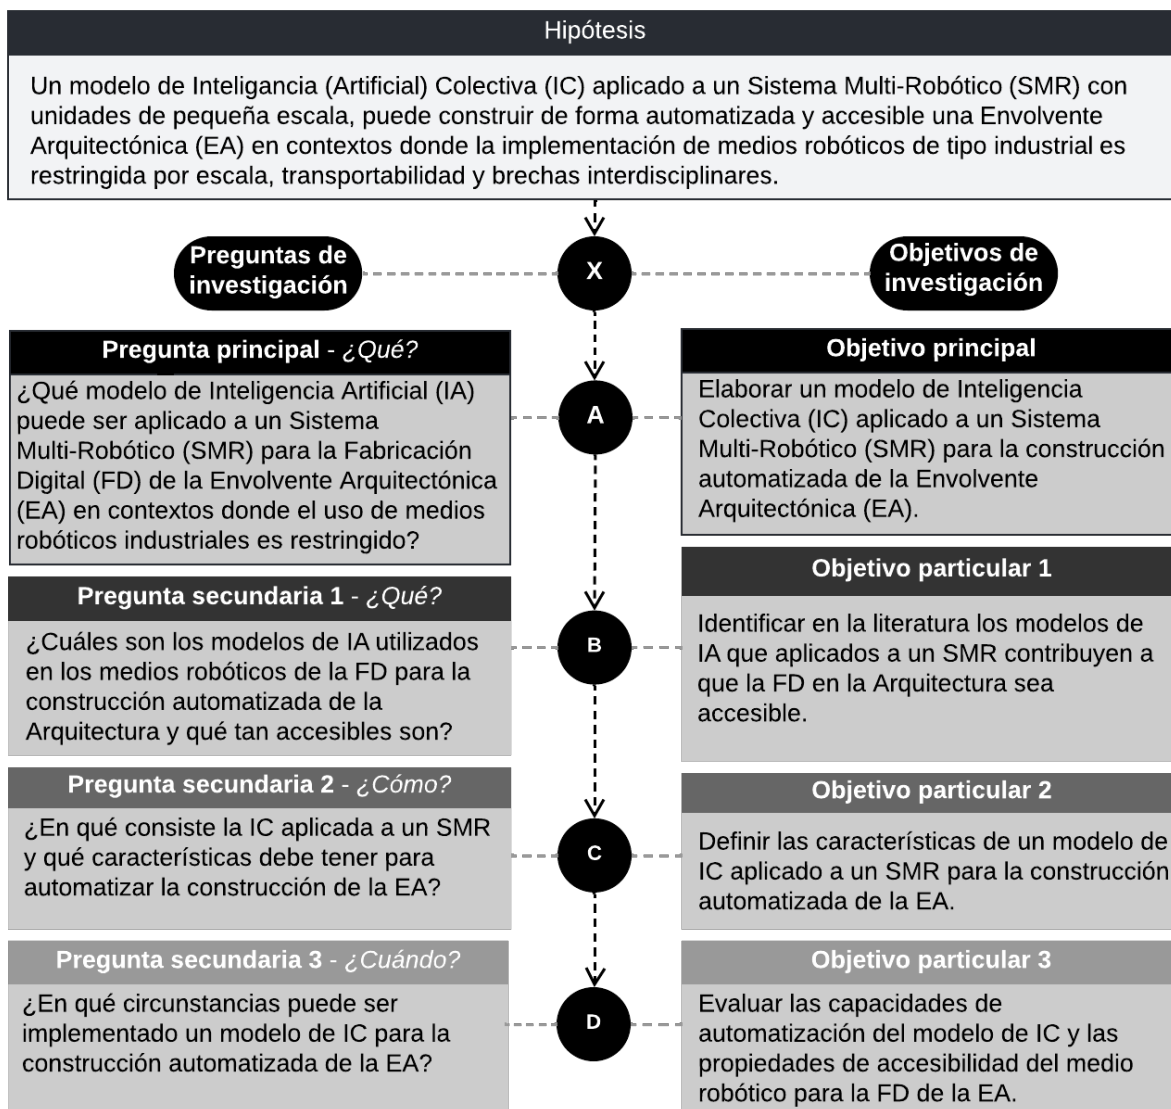 Hipótesis
Un modelo de Inteligancia (Artificial) Colectiva (IC) aplicado a un Sistema Multi-Robótico (SMR) con
unidades de pequeña escala, puede construir de forma automatizada y accesible una Envolvente
Arquitectónica (EA) en contextos donde la implementación de medios robóticos de tipo industrial es
restringida por escala, transportabilidad y brechas interdisciplinares.
Preguntas de
investigación
X
Objetivos de
investigación
Pregunta principal - ¿Qué?
¿Qué modelo de Inteligencia Artificial (IA)
puede ser aplicado a un Sistema
Multi-Robótico (SMR) para la Fabricación
Digital (FD) de la Envolvente Arquitectónica
(EA) en contextos donde el uso de medios
robóticos industriales es restringido?
A
Objetivo principal
Elaborar un modelo de Inteligencia
Colectiva (IC) aplicado a un Sistema
Multi-Robótico (SMR) para la construcción
automatizada de la Envolvente
Arquitectónica (EA).
Pregunta secundaria 1 - ¿Qué?
¿Cuáles son los modelos de IA utilizados
en los medios robóticos de la FD para la
construcción automatizada de la
Arquitectura y qué tan accesibles son?
B
Objetivo particular 1
Identificar en la literatura los modelos de
IA que aplicados a un SMR contribuyen a
que la FD en la Arquitectura sea
accesible.
Pregunta secundaria 2 - ¿Cómo?
¿En qué consiste la IC aplicada a un SMR
y qué características debe tener para
automatizar la construcción de la EA?
C
Objetivo particular 2
Definir las características de un modelo de
IC aplicado a un SMR para la construcción
automatizada de la EA.
Pregunta secundaria 3 - ¿Cuándo?
¿En qué circunstancias puede ser
implementado un modelo de IC para la
construcción automatizada de la EA?
D
Objetivo particular 3
Evaluar las capacidades de
automatización del modelo de IC y las
propiedades de accesibilidad del medio
robótico para la FD de la EA.